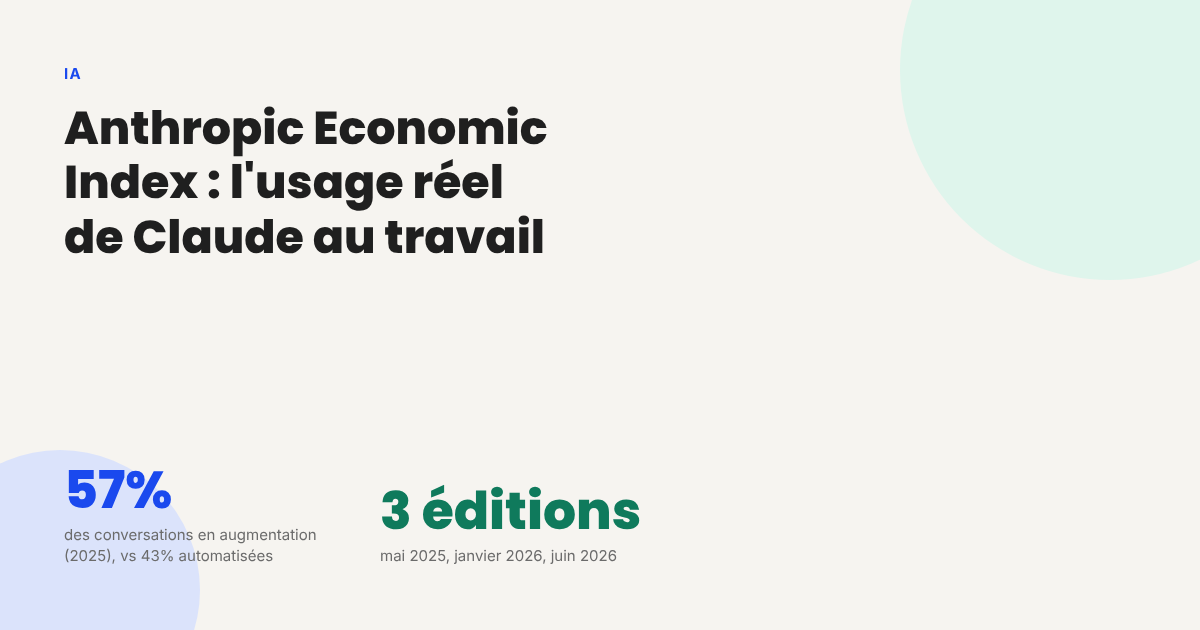 IA
Anthropic Economic
Index : l'usage réel
de Claude au travail
57%
des conversations en augmentation
(2025), vs 43% automatisées
3 éditions
mai 2025, janvier 2026, juin 2026